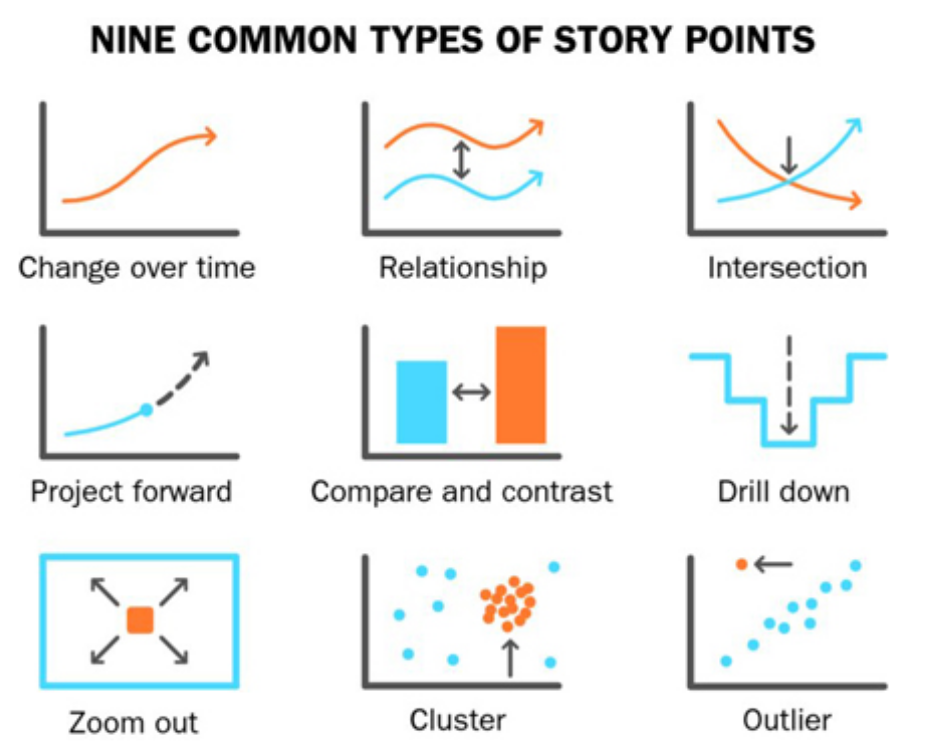 NINE COMMON TYPES OF STORY POINTS
Change over time
Relationship
Intersection
Project forward
Compare and contrast
Drill down
Zoom out
Cluster
Outlier